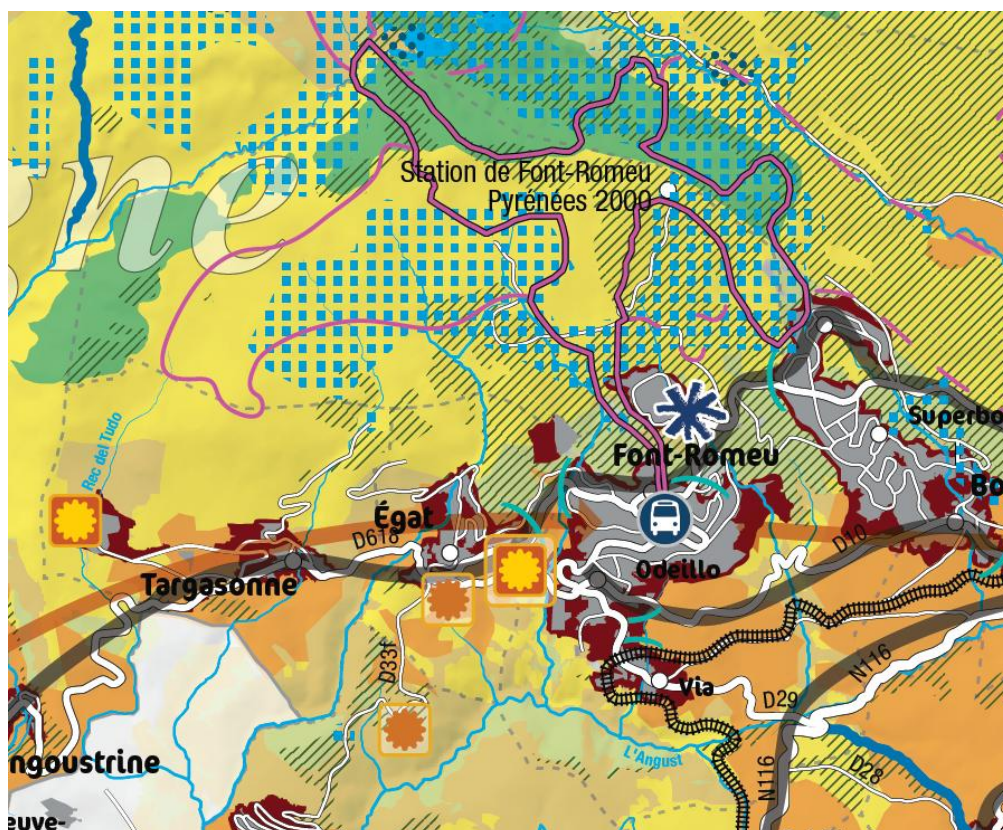 gne
Station de Font-Romeu
Pyrénées 2000
Rec del Tudo
Superbo
Font-Romeu
Bo
Égat
D618
D10
Targasonne
Odeillo
D33f
Via
N116
D29
ngoustrine
L'Angust
N116
D28
euve-